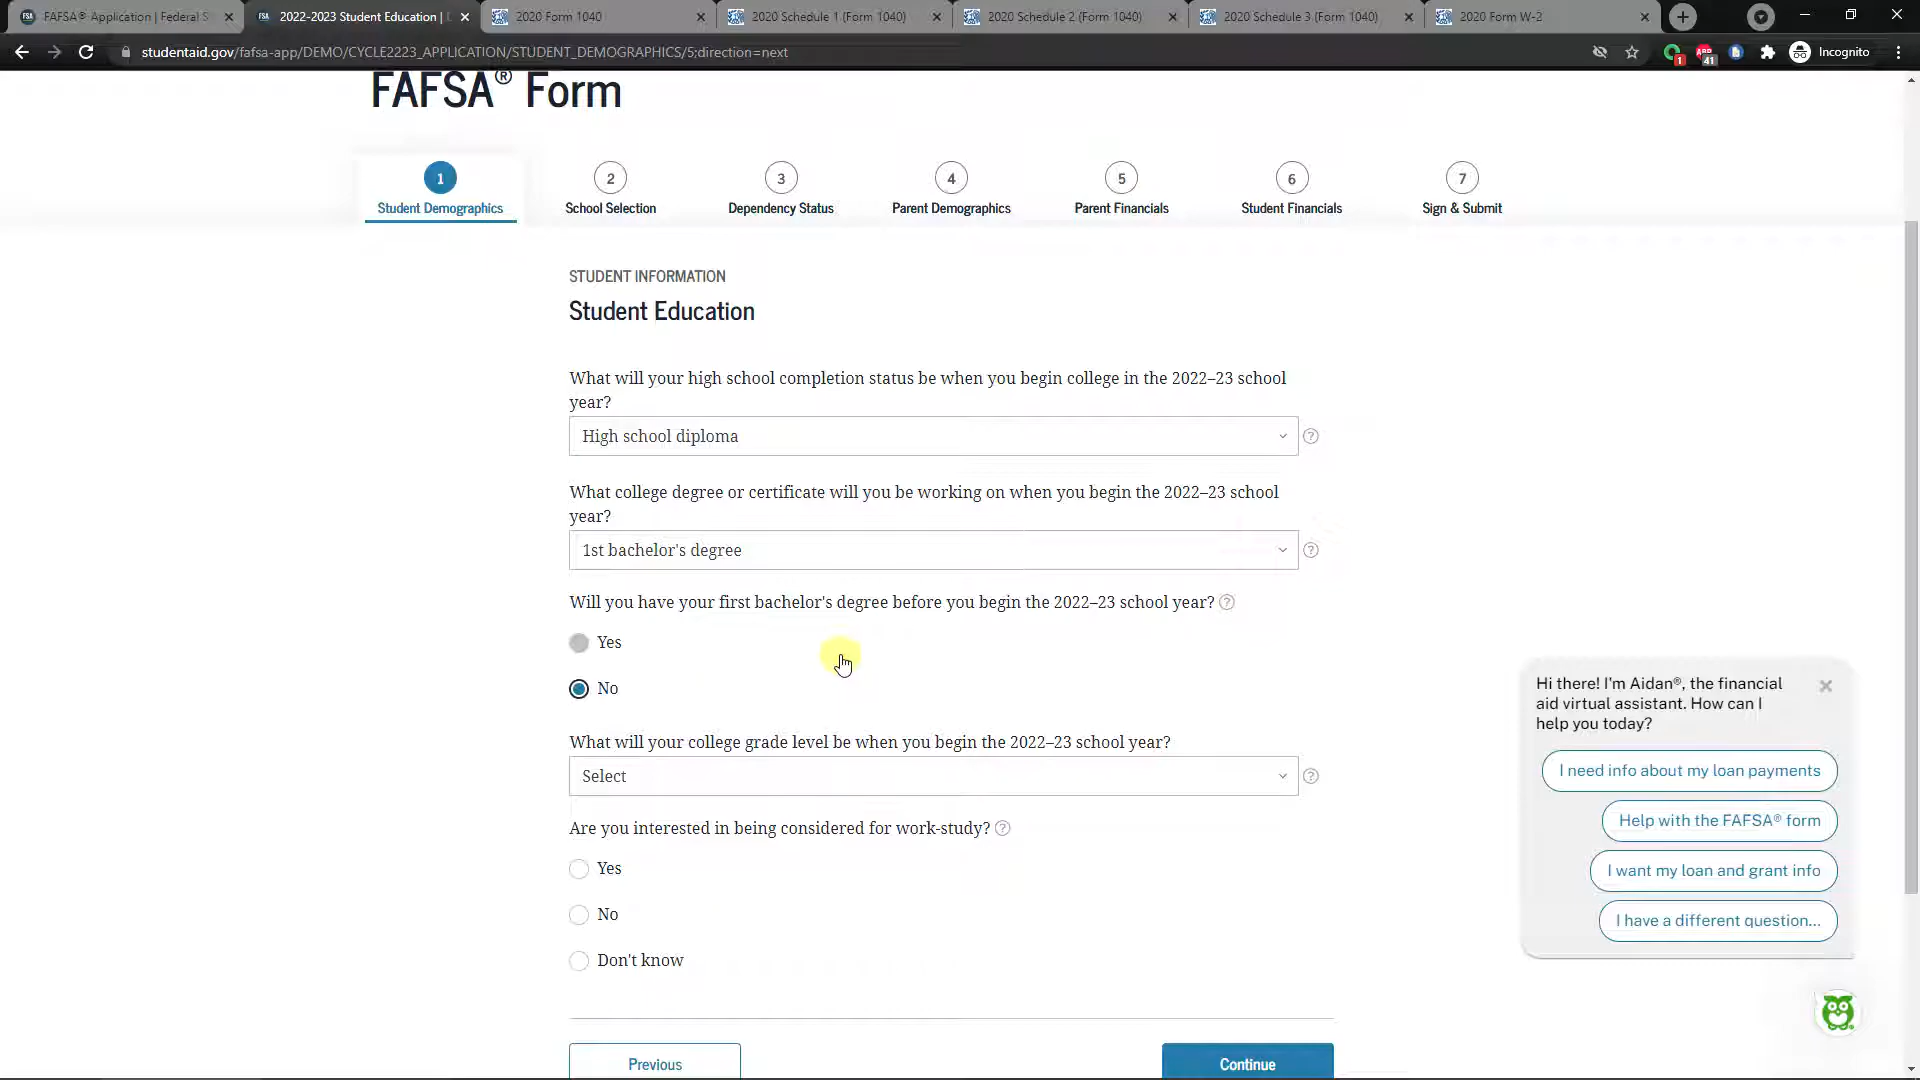 FAFSA® Application | Federal S
2022-2023 Student Education |
2020 Form 1040
2020 Schedule 1 (Form 1040)
2020 Schedule 2 (Form 1040)
2020 Schedule 3 (Form 1040)
2020 Form W-2
studentaid.gov/fafsa-app/DEMO/CYCLE2223_APPLICATION/STUDENT_DEMOGRAPHICS/5;direction=next
1
41
Incognito
FAFSA® Form
1
2
3
4
5
6
7
Student Demographics
School Selection
Dependency Status
Parent Demographics
Parent Financials
Student Financials
Sign & Submit
STUDENT INFORMATION
Student Education
What will your high school completion status be when you begin college in the 2022–23 school
year?
High school diploma
?
What college degree or certificate will you be working on when you begin the 2022–23 school
year?
1st bachelor's degree
?
Will you have your first bachelor's degree before you begin the 2022–23 school year? ?
Yes
No
What will your college grade level be when you begin the 2022–23 school year?
Select
?
Are you interested in being considered for work-study? ?
Yes
No
Don't know
Previous
Continue
Hi there! I'm Aidan®, the financial
aid virtual assistant. How can I
help you today?
I need info about my loan payments
Help with the FAFSA® form
I want my loan and grant info
I have a different question...